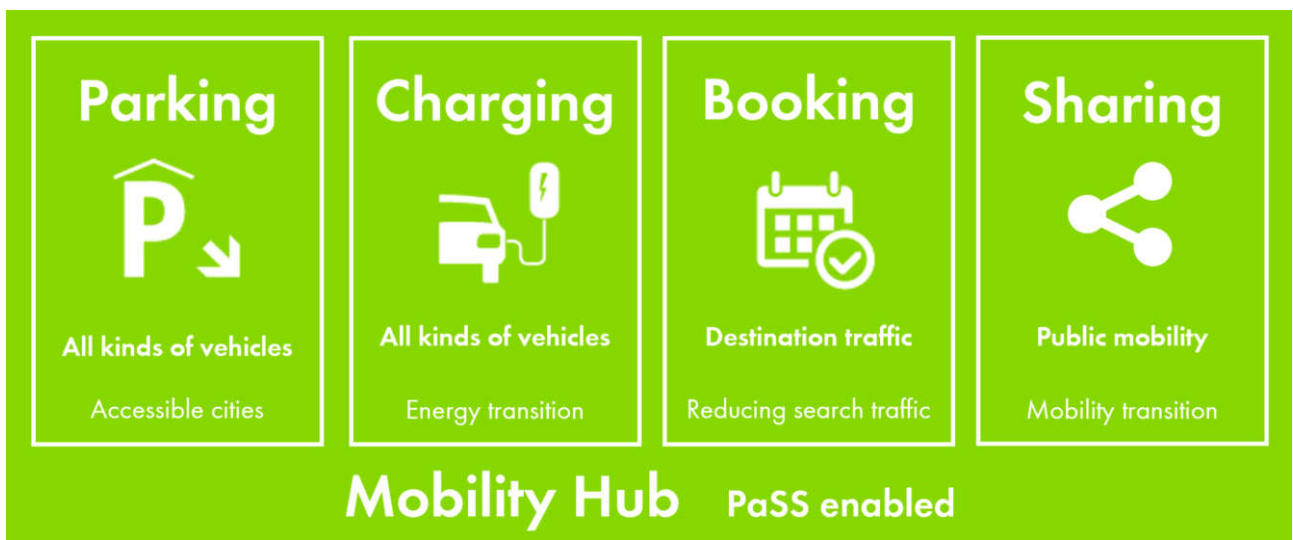 Parking
P
All kinds of vehicles
Accessible cities
Charging
All kinds of vehicles
Energy transition
Booking
Destination traffic
Reducing search traffic
Sharing
Public mobility
Mobility transition
Mobility Hub PaSS enabled